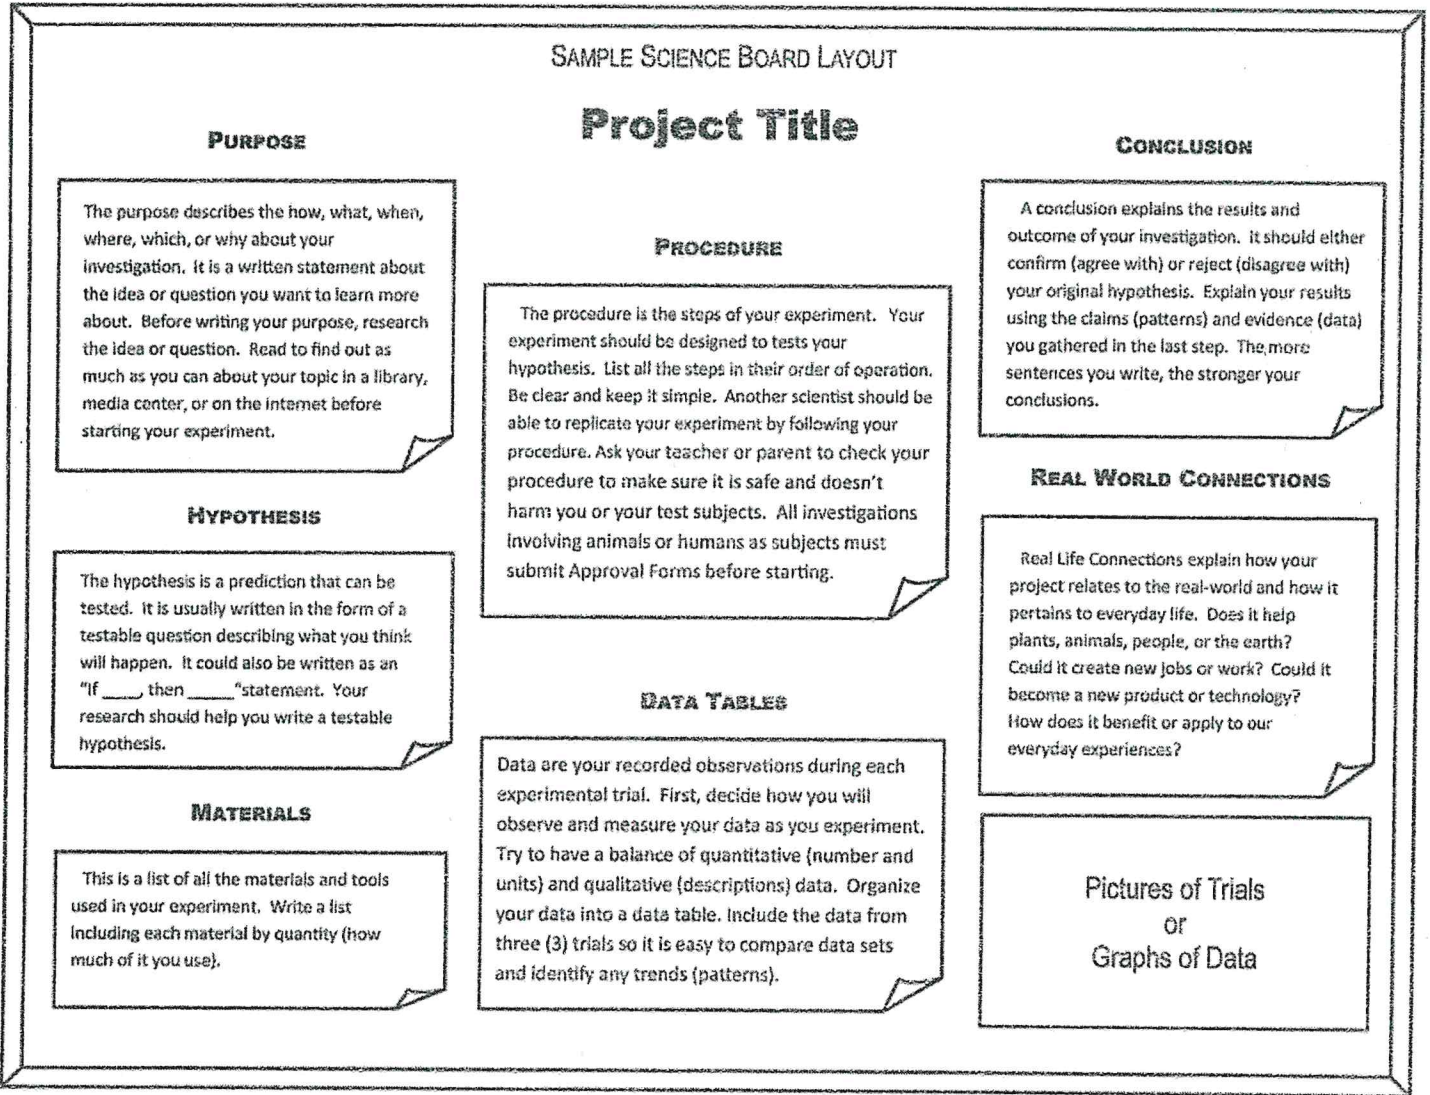 SAMPLE SCIENCE BOARD LAYOUT
Project Title
PURPOSE
The purpose describes the how, what, when,
where, which, or why about your
investigation. It is a written statement about
the idea or question you want to learn more
about. Before writing your purpose, research
the idea or question. Read to find out as
much as you can about your topic in a library,
media center, or on the internet before
starting your experiment.
HYPOTHESIS
The hypothesis is a prediction that can be
tested. It is usually written in the form of a
testable question describing what you think
will happen. It could also be written as an
"If ____, then _____"statement. Your
research should help you write a testable
hypothesis.
MATERIALS
This is a list of all the materials and tools
used in your experiment. Write a list
including each material by quantity (how
much of it you use).
PROCEDURE
The procedure is the steps of your experiment. Your
experiment should be designed to tests your
hypothesis. List all the steps in their order of operation.
Be clear and keep it simple. Another scientist should be
able to replicate your experiment by following your
procedure. Ask your teacher or parent to check your
procedure to make sure it is safe and doesn't
harm you or your test subjects. All investigations
involving animals or humans as subjects must
submit Approval Forms before starting.
DATA TABLES
Data are your recorded observations during each
experimental trial. First, decide how you will
observe and measure your data as you experiment.
Try to have a balance of quantitative (number and
units) and qualitative (descriptions) data. Organize
your data into a data table. Include the data from
three (3) trials so it is easy to compare data sets
and identify any trends (patterns).
CONCLUSION
A conclusion explains the results and
outcome of your investigation. It should either
confirm (agree with) or reject (disagree with)
your original hypothesis. Explain your results
using the claims (patterns) and evidence (data)
you gathered in the last step. The more
sentences you write, the stronger your
conclusions.
REAL WORLD CONNECTIONS
Real Life Connections explain how your
project relates to the real-world and how it
pertains to everyday life. Does it help
plants, animals, people, or the earth?
Could it create new jobs or work? Could it
become a new product or technology?
How does it benefit or apply to our
everyday experiences?
Pictures of Trials
or
Graphs of Data